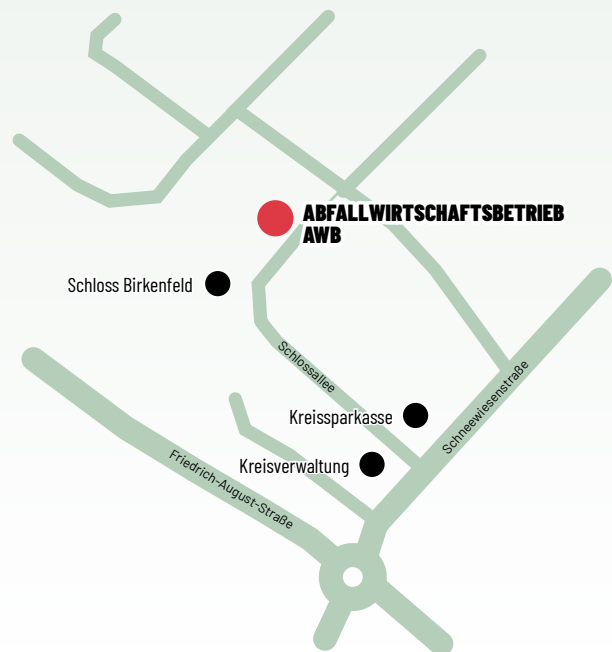 ABFALLWIRTSCHAFTSBETRIEB
AWB
Schloss Birkenfeld
Schlossallee
Schneewiesenstraße
Kreissparkasse
Kreisverwaltung
Friedrich-August-Straße